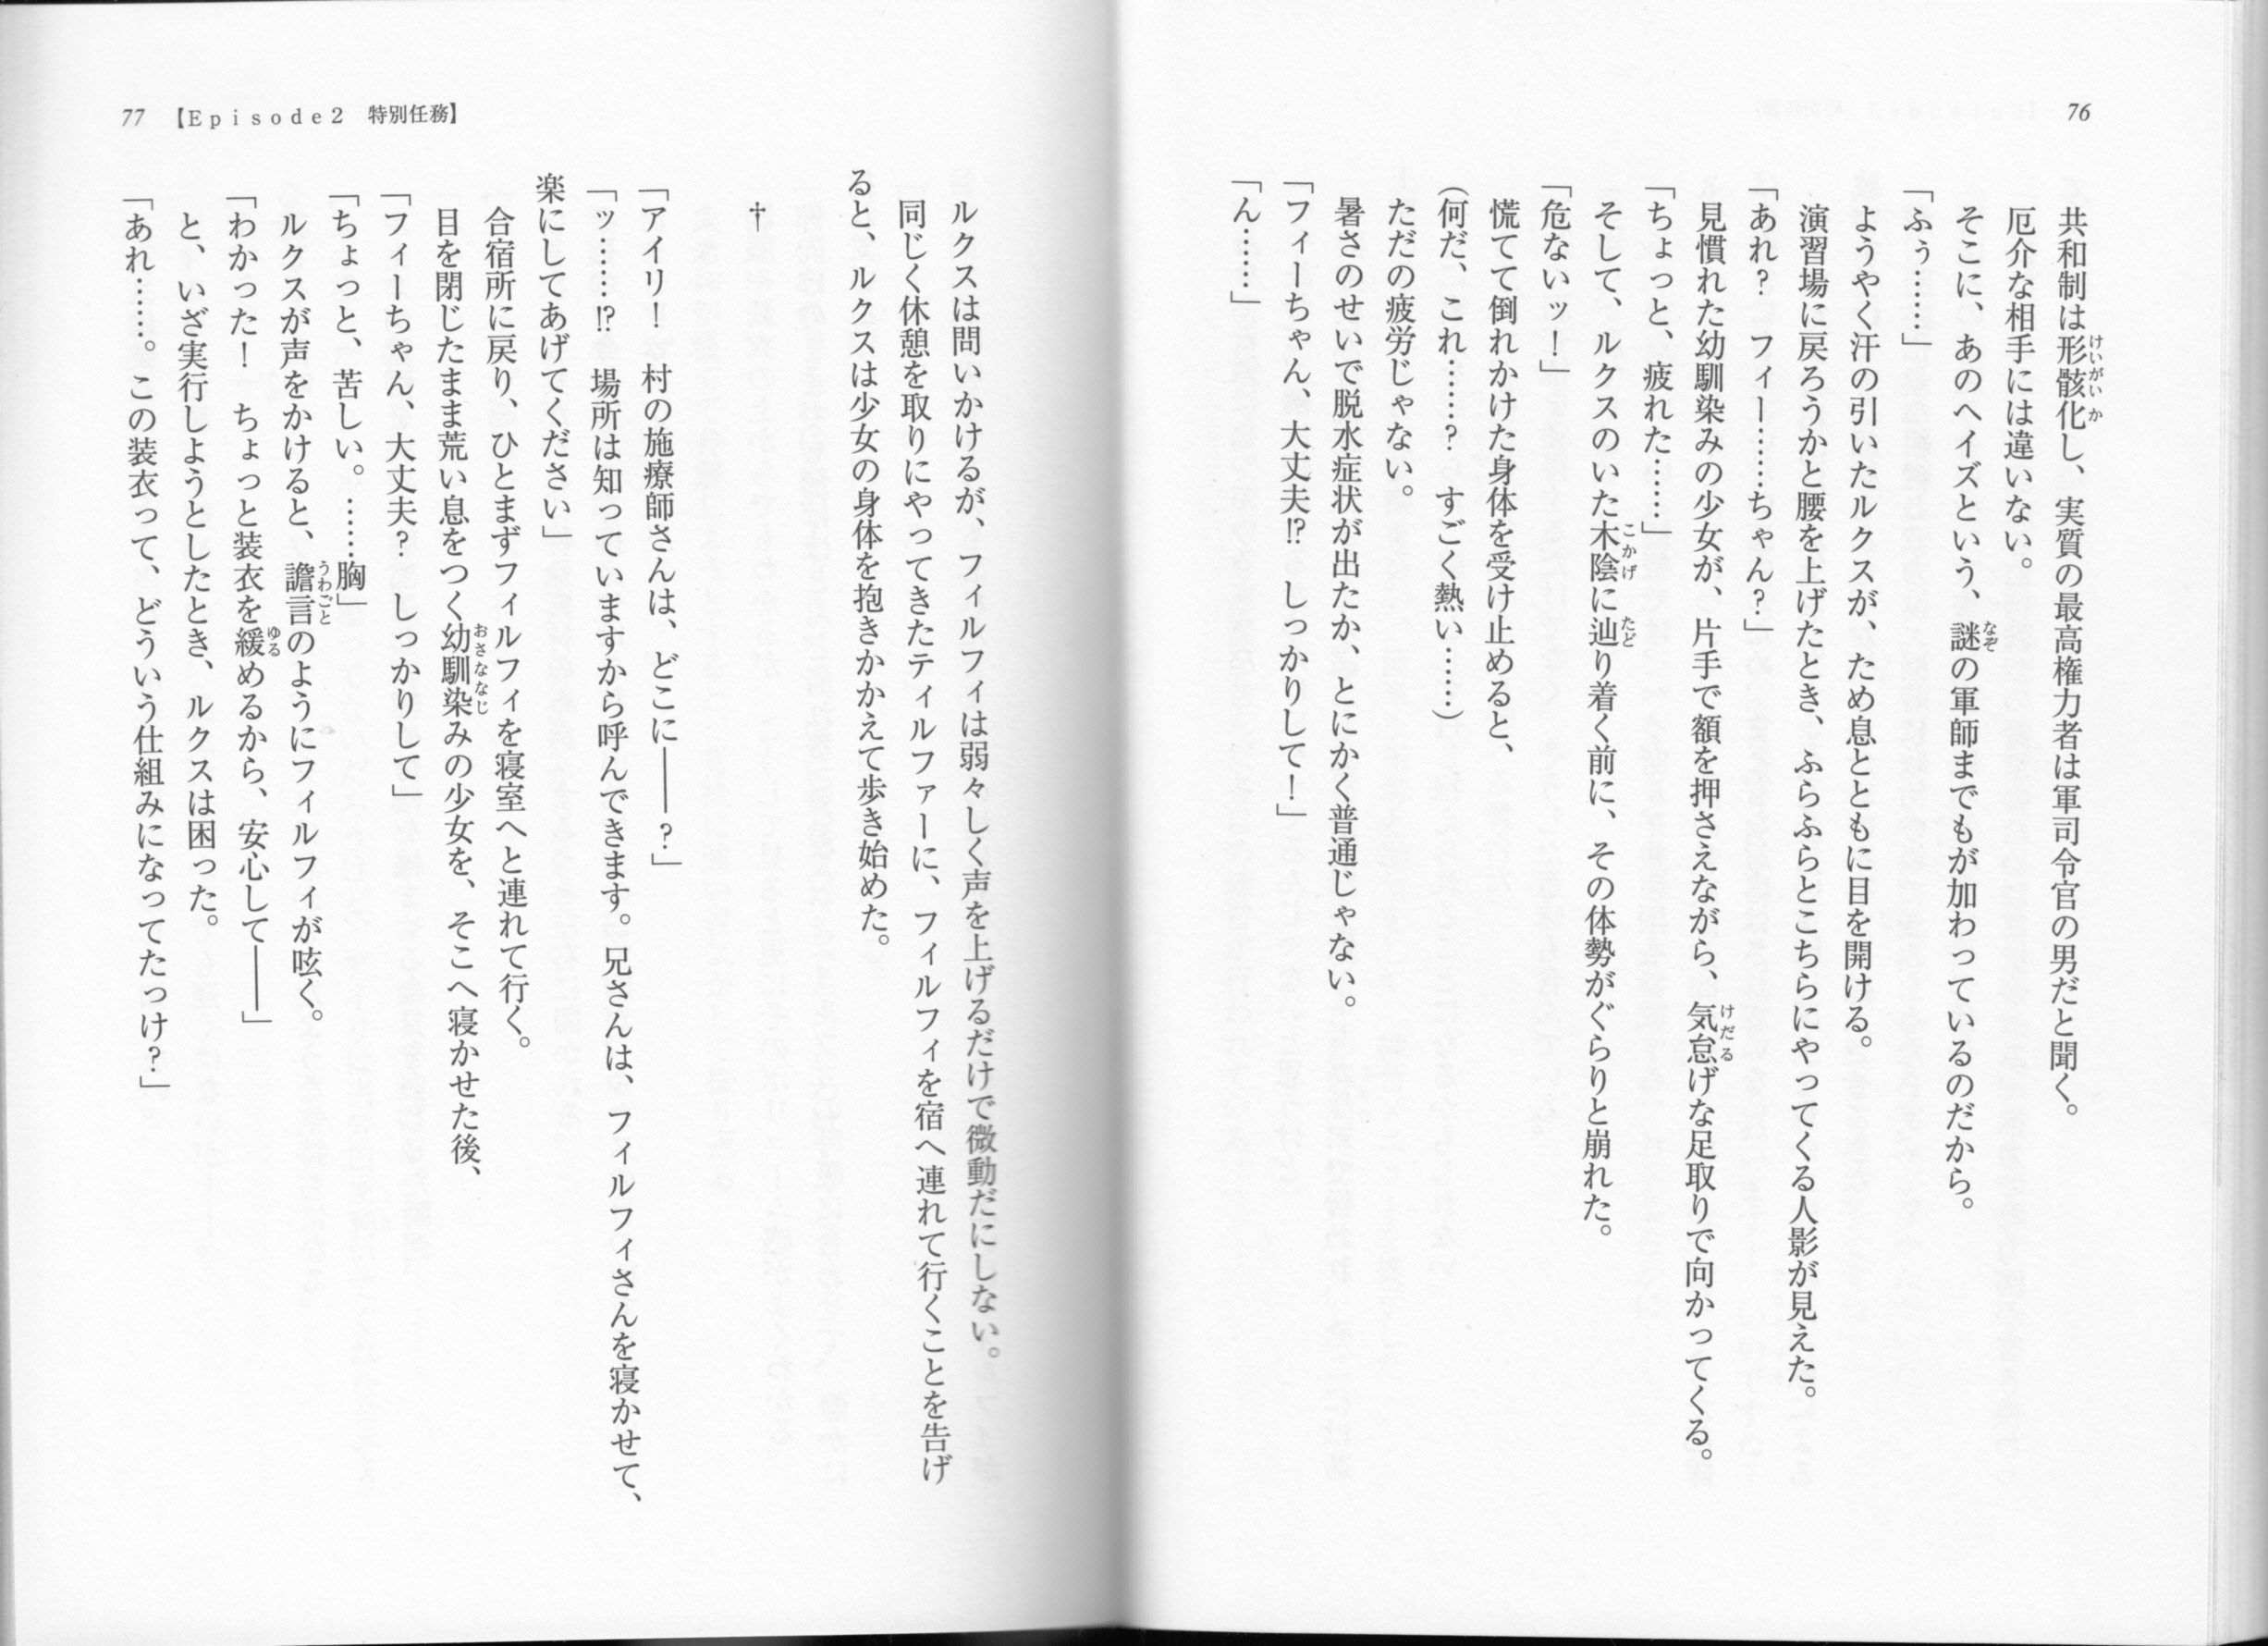 76
共和制は形骸化し、実質の最高権力者は軍司令官の男だと聞く。
厄介な相手には違いない。
そこに、あのヘイズという、謎の軍師までもが加わっているのだから。
「ふぅ……」
ようやく汗の引いたルクスが、ため息とともに目を開ける。
演習場に戻ろうかと腰を上げたとき、ふらふらとこちらにやってくる人影が見えた。
「あれ？　フィー……ちゃん？」
見慣れた幼馴染みの少女が、片手で額を押さえながら、気怠げな足取りで向かってくる。
「ちょっと、疲れた……」
そして、ルクスのいた木陰に辿り着く前に、その体勢がぐらりと崩れた。
「危ないッ！」
慌てて倒れかけた身体を受け止めると、
（何だ、これ……？　すごく熱い……）
ただの疲労じゃない。
暑さのせいで脱水症状が出たか、とにかく普通じゃない。
「フィーちゃん、大丈夫⁉　しっかりして！」
「ん……」
77　【Episode2　特別任務】
ルクスは問いかけるが、フィルフィは弱々しく声を上げるだけで微動だにしない。
同じく休憩を取りにやってきたティルファーに、フィルフィを宿へ連れて行くことを告げ
ると、ルクスは少女の身体を抱きかかえて歩き始めた。
†
「アイリ！　村の施療師さんは、どこに――？」
「ッ……⁉　場所は知っていますから呼んできます。兄さんは、フィルフィさんを寝かせて、
楽にしてあげてください」
合宿所に戻り、ひとまずフィルフィを寝室へと連れて行く。
目を閉じたまま荒い息をつく幼馴染みの少女を、そこへ寝かせた後、
「フィーちゃん、大丈夫？　しっかりして」
「ちょっと、苦しい。……胸」
ルクスが声をかけると、譫言のようにフィルフィが呟く。
「わかった！　ちょっと装衣を緩めるから、安心して――」
と、いざ実行しようとしたとき、ルクスは困った。
「あれ……。この装衣って、どういう仕組みになってたっけ？」